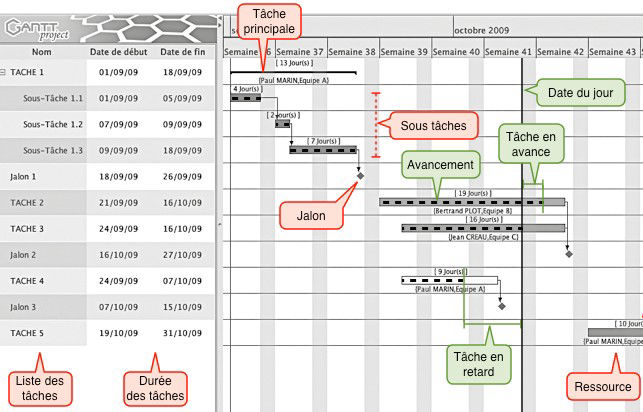 GANTT
project
Tâche
principale
octobre 2009
Nom Date de début Date de fin
Semaine 37 Semaine 38 Semaine 39 Semaine 40 Semaine 41 Semaine 42 Semaine 43
TACHE 1 01/09/09 18/09/09
[ 13 Jour(s) ]
{Paul MARIN,Equipe A}
Sous-Tâche 1.1 01/09/09 05/09/09
4 Jour(s) ]
Sous-Tâche 1.2 07/09/09 09/09/09
[ 2 Jour(s) ]
Sous-Tâche 1.3 09/09/09 18/09/09
[ 7 Jour(s) ]
Jalon 1 18/09/09 26/09/09
TACHE 2 21/09/09 16/10/09
[ 19 Jour(s) ]
{Bertrand PLOT,Equipe B}
TACHE 3 24/09/09 16/10/09
[ 16 Jour(s) ]
{Jean CREAU,Equipe C}
Jalon 2 16/10/09 27/10/09
TACHE 4 24/09/09 07/10/09
[ 9 Jour(s) ]
{Paul MARIN,Equipe A}
Jalon 3 07/10/09 15/10/09
TACHE 5 19/10/09 31/10/09
[ 10 Jour(
{Paul MARIN,Equip
Date du jour
Sous tâches
Tâche en
avance
Avancement
Jalon
Tâche en
retard
Liste des
tâches
Durée
des tâches
Ressource